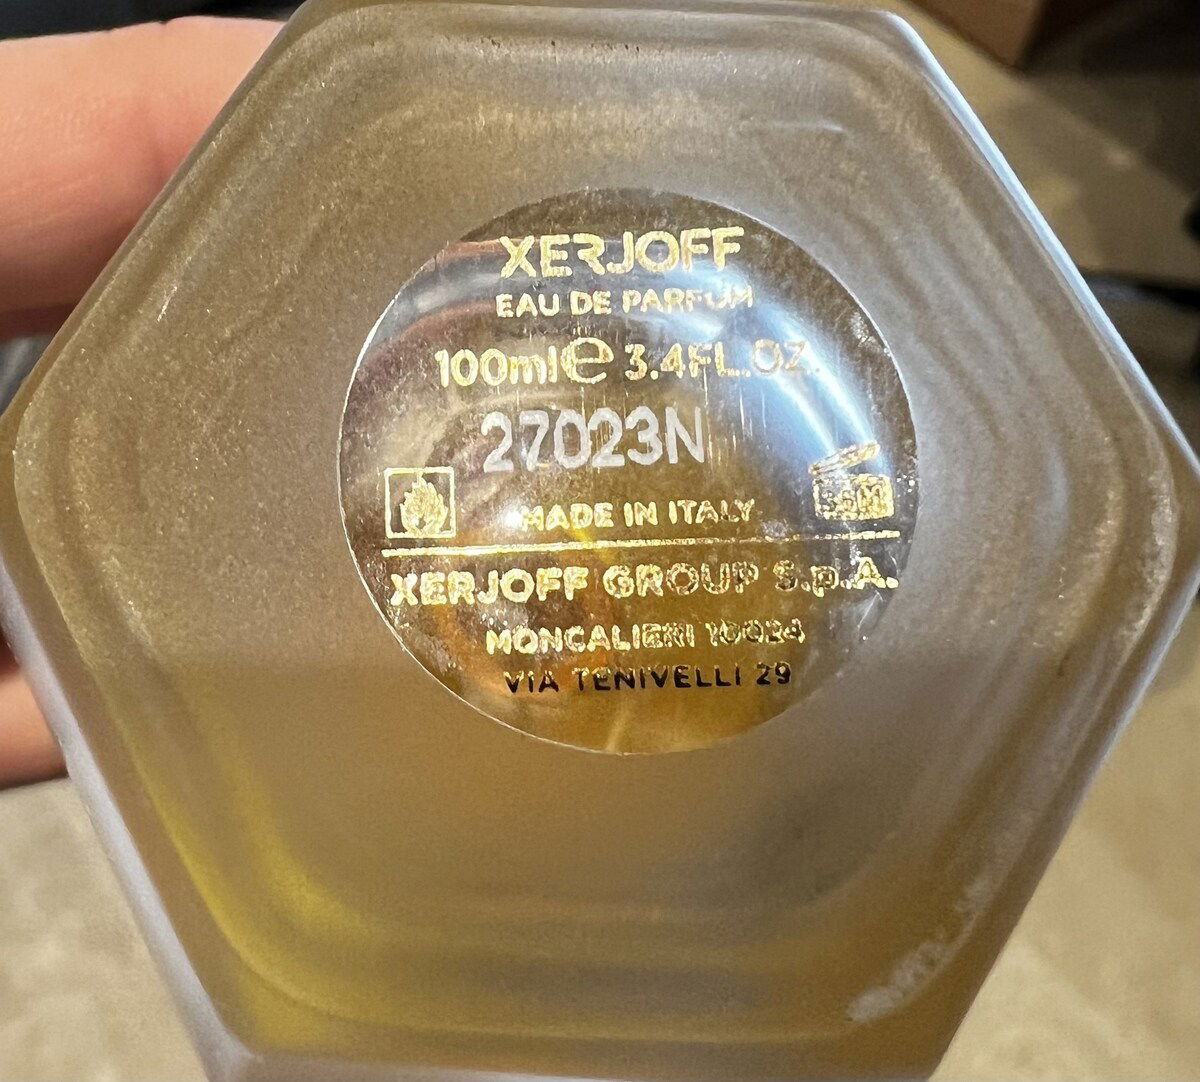 XERJOFF
EAU DE PARFUM
100ml e 3.4FL.OZ.
27023N
36M
MADE IN ITALY
XERJOFF GROUP S.p.A.
MONCALIERI 10024
VIA TENIVELLI 29